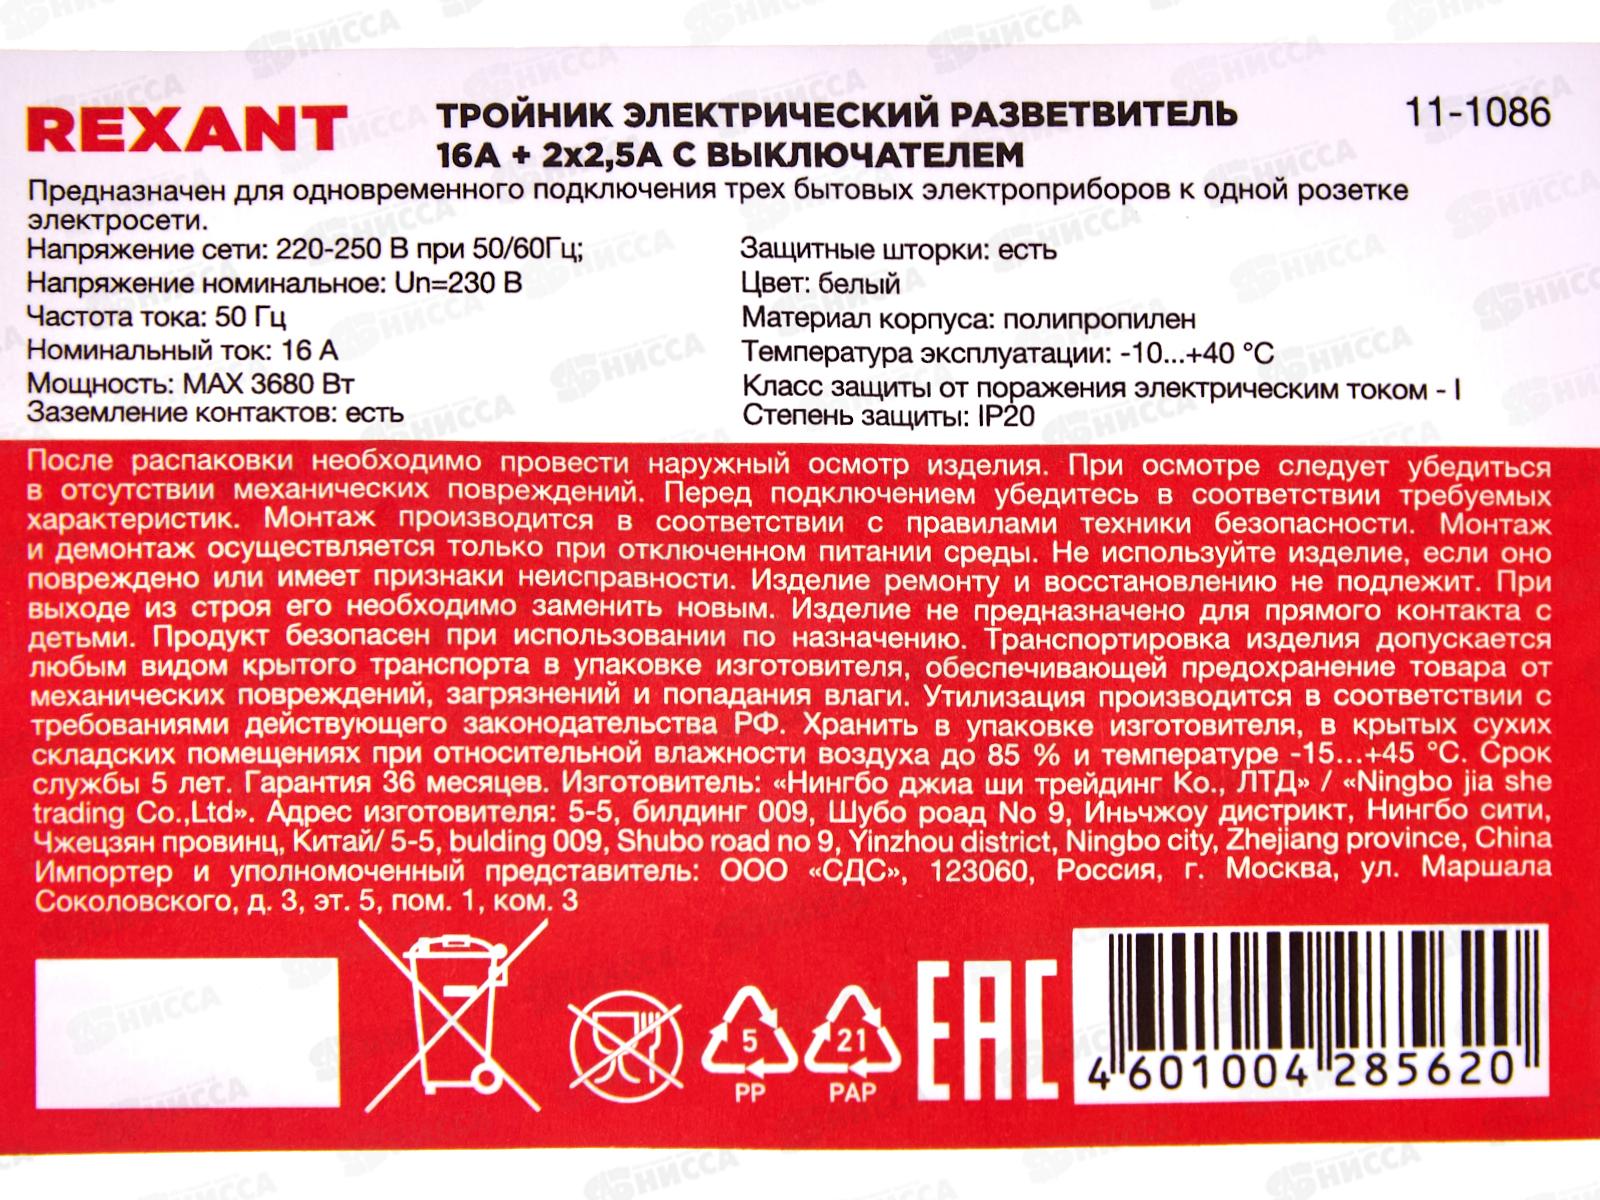 REXANT
ТРОЙНИК ЭЛЕКТРИЧЕСКИЙ РАЗВЕТВИТЕЛЬ
16А + 2х2,5А С ВЫКЛЮЧАТЕЛЕМ
11-1086
Предназначен для одновременного подключения трех бытовых электроприборов к одной розетке
электросети.
Напряжение сети: 220-250 В при 50/60Гц;
Напряжение номинальное: Un=230 В
Частота тока: 50 Гц
Номинальный ток: 16 А
Мощность: МАХ 3680 Вт
Заземление контактов: есть
Защитные шторки: есть
Цвет: белый
Материал корпуса: полипропилен
Температура эксплуатации: -10...+40 °C
Класс защиты от поражения электрическим током - I
Степень защиты: IP20
После распаковки необходимо провести наружный осмотр изделия. При осмотре следует убедиться
в отсутствии механических повреждений. Перед подключением убедитесь в соответствии требуемых
характеристик. Монтаж производится в соответствии с правилами техники безопасности. Монтаж
и демонтаж осуществляется только при отключенном питании среды. Не используйте изделие, если оно
повреждено или имеет признаки неисправности. Изделие ремонту и восстановлению не подлежит. При
выходе из строя его необходимо заменить новым. Изделие не предназначено для прямого контакта с
детьми. Продукт безопасен при использовании по назначению. Транспортировка изделия допускается
любым видом крытого транспорта в упаковке изготовителя, обеспечивающей предохранение товара от
механических повреждений, загрязнений и попадания влаги. Утилизация производится в соответствии с
требованиями действующего законодательства РФ. Хранить в упаковке изготовителя, в крытых сухих
складских помещениях при относительной влажности воздуха до 85 % и температуре -15...+45 °C. Срок
службы 5 лет. Гарантия 36 месяцев. Изготовитель: «Нингбо джиа ши трейдинг Ко., ЛТД» / «Ningbo jia she
trading Co.,Ltd». Адрес изготовителя: 5-5, билдинг 009, Шубо роад No 9, Иньчжоу дистрикт, Нингбо сити,
Чжецзян провинц, Китай/ 5-5, bulding 009, Shubo road no 9, Yinzhou district, Ningbo city, Zhejiang province, China
Импортер и уполномоченный представитель: ООО «СДС», 123060, Россия, г. Москва, ул. Маршала
Соколовского, д. 3, эт. 5, пом. 1, ком. 3
5
PP
21
PAP
EAC
4 601004 285620
НИССА